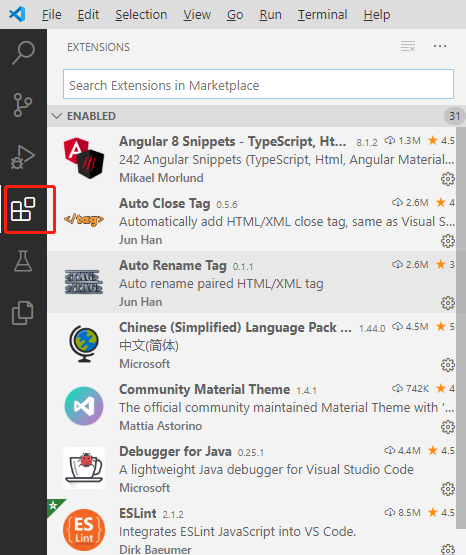 File Edit Selection View Go Run Terminal Help
EXTENSIONS
Search Extensions in Marketplace
ENABLED 31
Angular 8 Snippets - TypeScript, Ht... 8.1.2 1.3M 4.5
242 Angular Snippets (TypeScript, Html, Angular Material...
Mikael Morlund
Auto Close Tag 0.5.6 2.6M 4
</tag>
Automatically add HTML/XML close tag, same as Visual S...
Jun Han
Auto Rename Tag 0.1.1 2.6M 3
Auto rename paired HTML/XML tag
Jun Han
Chinese (Simplified) Language Pack ... 1.44.0 4.5M 5
中文(简体)
Microsoft
Community Material Theme 1.4.1 742K 4
The official community maintained Material Theme with '...
Mattia Astorino
Debugger for Java 0.25.1 4.4M 4.5
A lightweight Java debugger for Visual Studio Code
Microsoft
ESLint 2.1.2 8.5M 4.5
ES
Lint
Integrates ESLint JavaScript into VS Code.
Dirk Baeumer